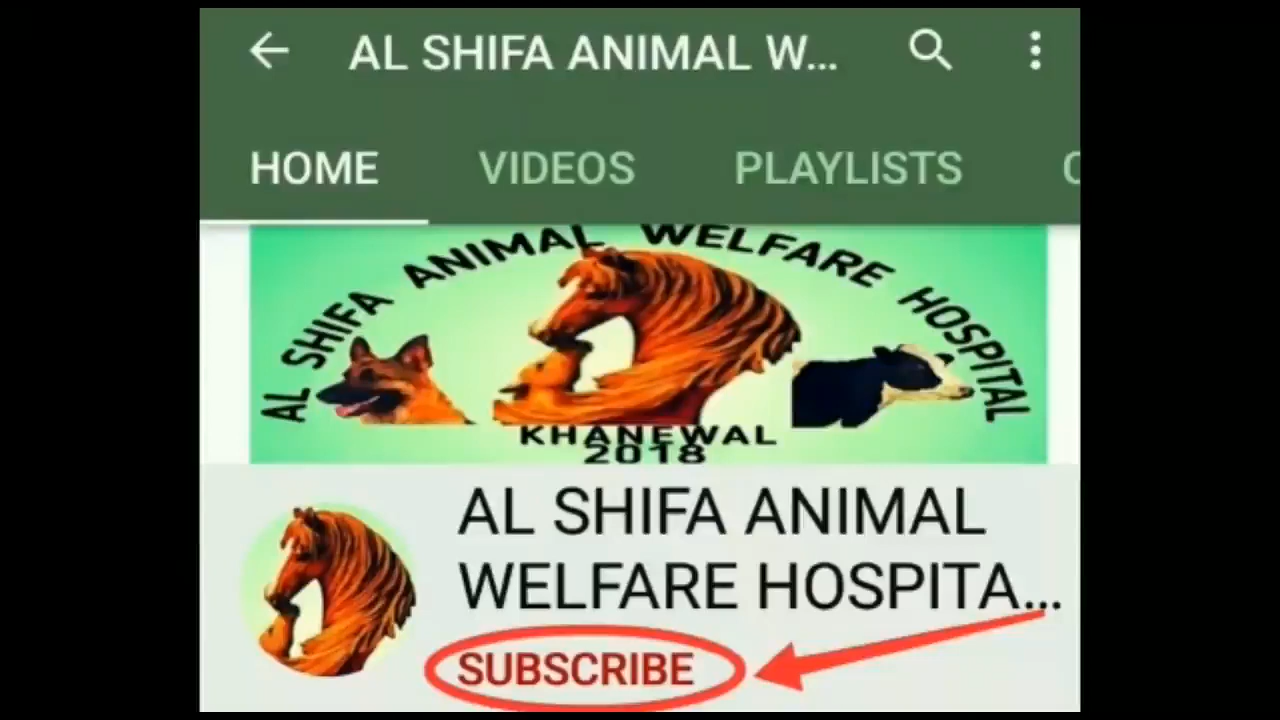 AL SHIFA ANIMAL W...
HOME VIDEOS PLAYLISTS
AL SHIFA ANIMAL WELFARE HOSPITAL
KHANEWAL
2018
AL SHIFA ANIMAL
WELFARE HOSPITA...
SUBSCRIBE